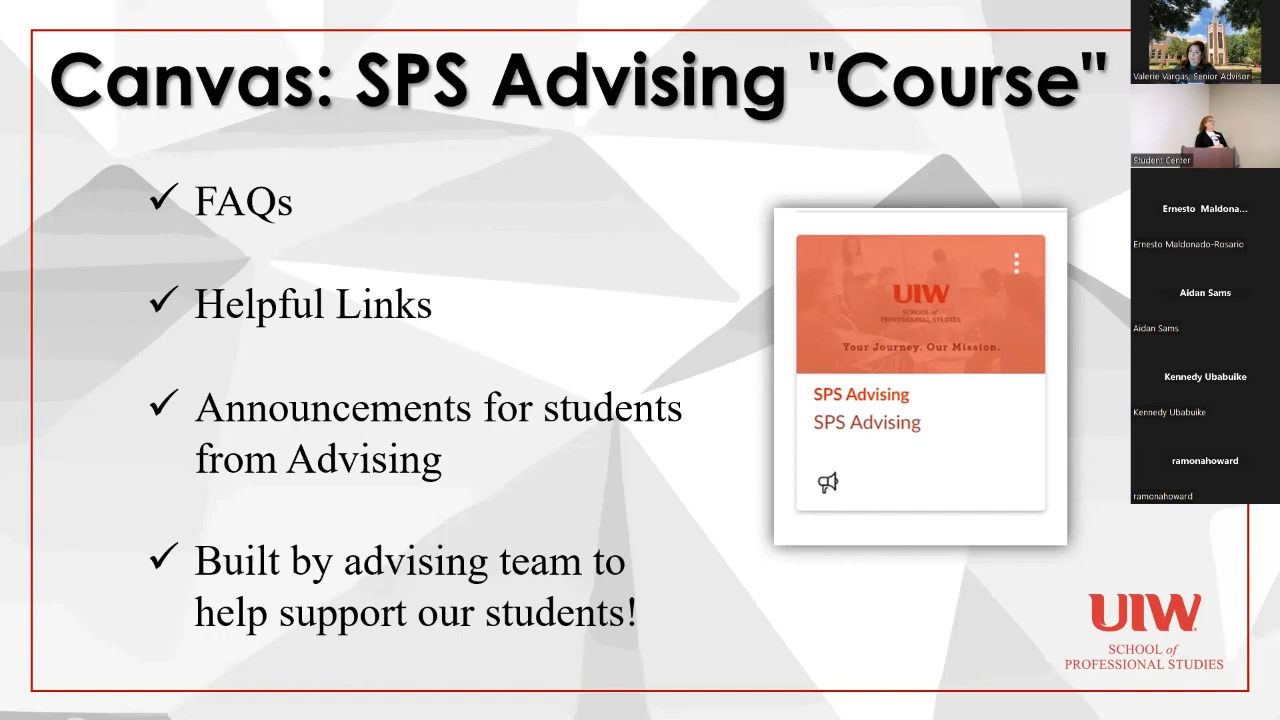 Canvas: SPS Advising "Course"
FAQs
Helpful Links
Announcements for students
from Advising
Built by advising team to
help support our students!
UIW
SCHOOL of
PROFESSIONAL STUDIES
Your Journey. Our Mission.
SPS Advising
SPS Advising
UIW
SCHOOL of
PROFESSIONAL STUDIES
Valerie Vargas, Senior Advisor
Student Center
Ernesto Maldona...
Ernesto Maldonado-Rosario
Aidan Sams
Aidan Sams
Kennedy Ubabuike
Kennedy Ubabuike
ramonahoward
ramonahoward